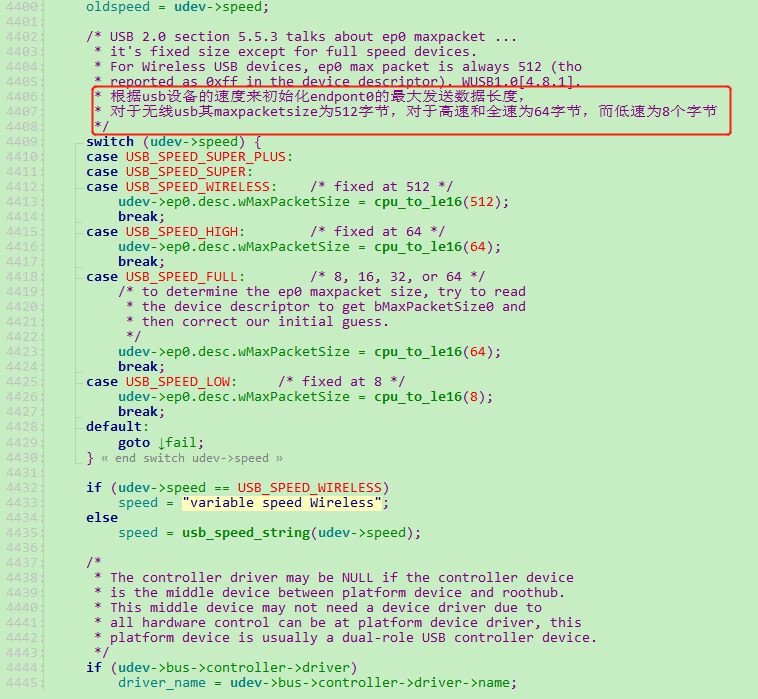 4400: oldspeed = udev->speed;
4401:
4402: /* USB 2.0 section 5.5.3 talks about ep0 maxpacket ...
4403: * it's fixed size except for full speed devices.
4404: * For Wireless USB devices, ep0 max packet is always 512 (tho
4405: * reported as 0xff in the device descriptor). WUSB1.0[4.8.1].
4406: * 根据usb设备的速度来初始化endpont0的最大发送数据长度,
4407: * 对于无线usb其maxpacketsize为512字节，对于高速和全速为64字节，而低速为8个字节
4408: */
4409: switch (udev->speed) {
4410: case USB_SPEED_SUPER_PLUS:
4411: case USB_SPEED_SUPER:
4412: case USB_SPEED_WIRELESS: /* fixed at 512 */
4413: udev->ep0.desc.wMaxPacketSize = cpu_to_le16(512);
4414: break;
4415: case USB_SPEED_HIGH: /* fixed at 64 */
4416: udev->ep0.desc.wMaxPacketSize = cpu_to_le16(64);
4417: break;
4418: case USB_SPEED_FULL: /* 8, 16, 32, or 64 */
4419: /* to determine the ep0 maxpacket size, try to read
4420: * the device descriptor to get bMaxPacketSize0 and
4421: * then correct our initial guess.
4422: */
4423: udev->ep0.desc.wMaxPacketSize = cpu_to_le16(64);
4424: break;
4425: case USB_SPEED_LOW: /* fixed at 8 */
4426: udev->ep0.desc.wMaxPacketSize = cpu_to_le16(8);
4427: break;
4428: default:
4429: goto ↓fail;
4430: } « end switch udev->speed »
4431:
4432: if (udev->speed == USB_SPEED_WIRELESS)
4433: speed = "variable speed Wireless";
4434: else
4435: speed = usb_speed_string(udev->speed);
4436:
4437: /*
4438: * The controller driver may be NULL if the controller device
4439: * is the middle device between platform device and roothub.
4440: * This middle device may not need a device driver due to
4441: * all hardware control can be at platform device driver, this
4442: * platform device is usually a dual-role USB controller device.
4443: */
4444: if (udev->bus->controller->driver)
4445: driver_name = udev->bus->controller->driver->name;